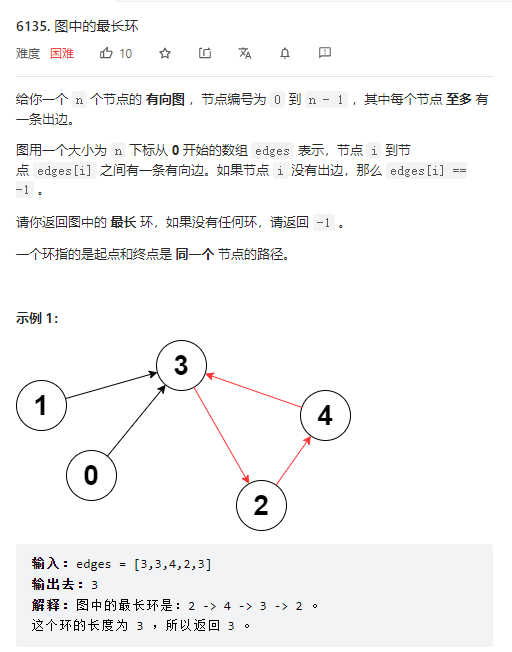 6135. 图中的最长环
难度 困难 10
给你一个 n 个节点的 有向图 ，节点编号为 0 到 n - 1 ，其中每个节点 至多 有
一条出边。
图用一个大小为 n 下标从 0 开始的数组 edges 表示，节点 i 到节
点 edges[i] 之间有一条有向边。如果节点 i 没有出边，那么 edges[i] ==
-1 。
请你返回图中的 最长 环，如果没有任何环，请返回 -1 。
一个环指的是起点和终点是 同一个 节点的路径。
示例 1：
3
1
4
0
2
输入：edges = [3,3,4,2,3]
输出去：3
解释：图中的最长环是：2 -> 4 -> 3 -> 2 。
这个环的长度为 3 ，所以返回 3 。